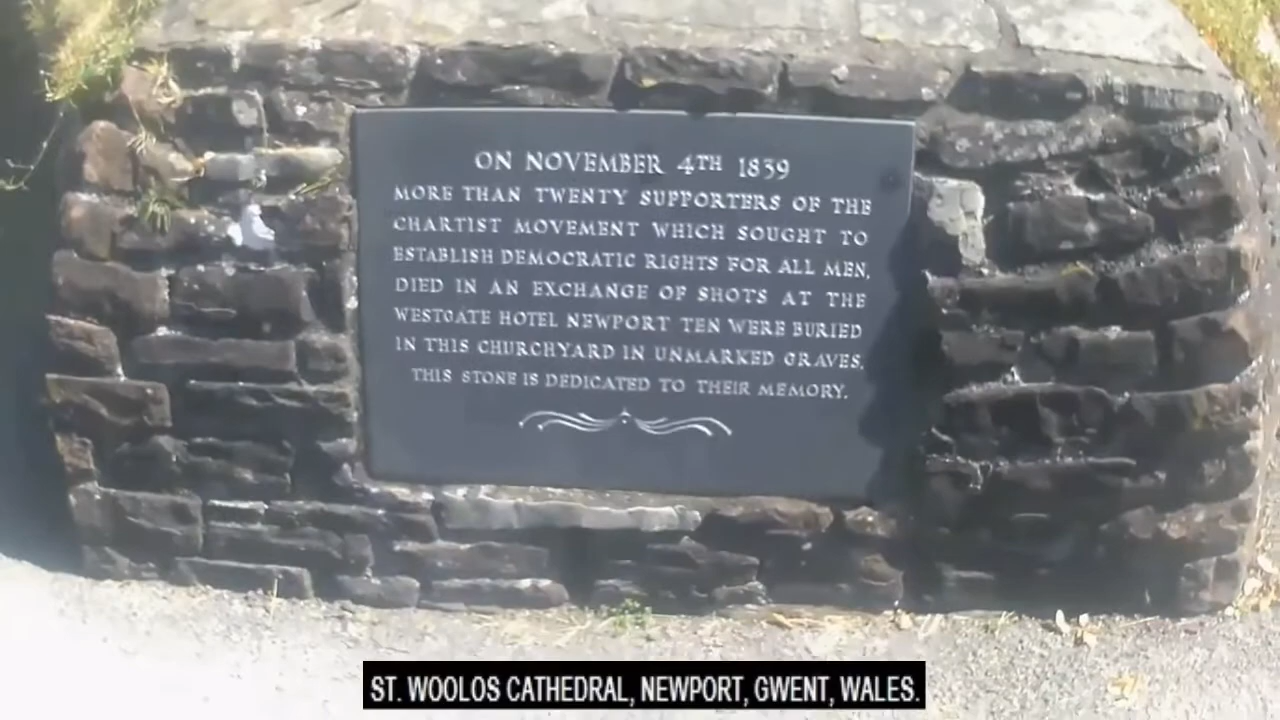 ON NOVEMBER 4TH 1839
MORE THAN TWENTY SUPPORTERS OF THE
CHARTIST MOVEMENT WHICH SOUGHT TO
ESTABLISH DEMOCRATIC RIGHTS FOR ALL MEN,
DIED IN AN EXCHANGE OF SHOTS AT THE
WESTGATE HOTEL NEWPORT TEN WERE BURIED
IN THIS CHURCHYARD IN UNMARKED GRAVES.
THIS STONE IS DEDICATED TO THEIR MEMORY.
ST. WOOLOS CATHEDRAL, NEWPORT, GWENT, WALES.